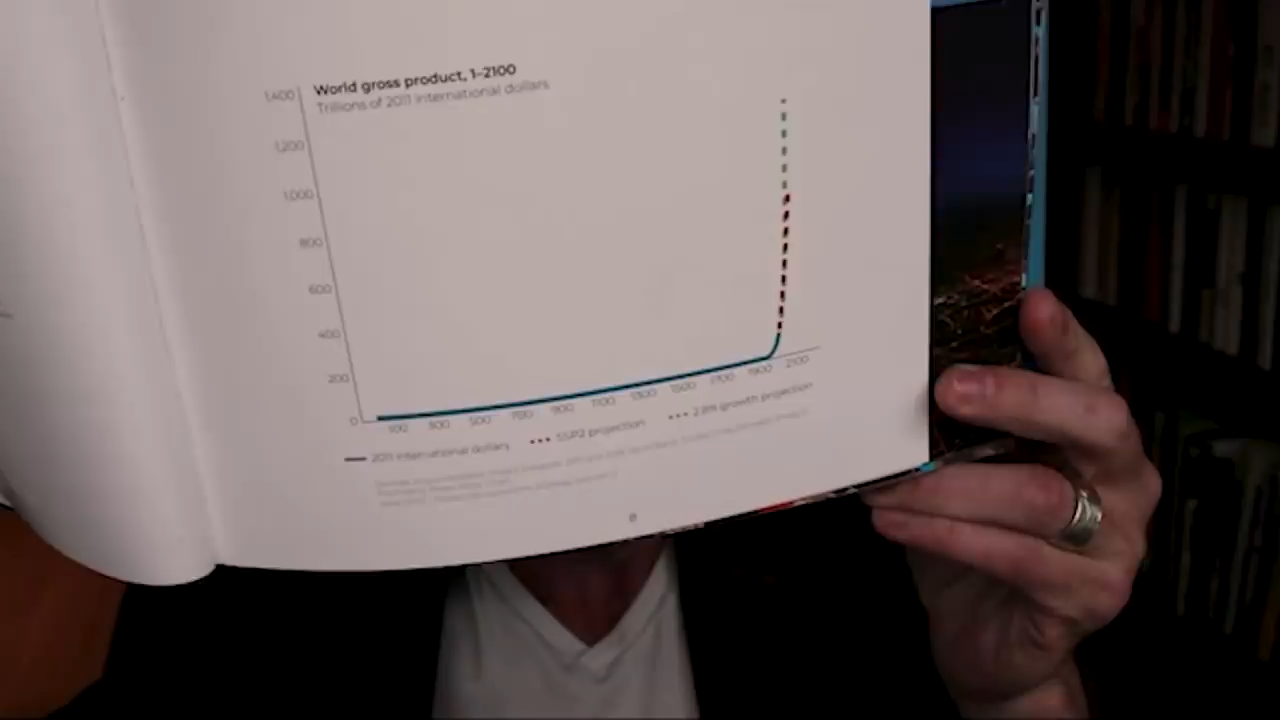 World gross product, 1–2100
Trillions of 2011 international dollars
1,400
1,200
1,000
800
600
400
200
0
100 300 500 700 900 1100 1300 1500 1700 1900 2100
2011 international dollars SSP2 projection 2.8% growth projection